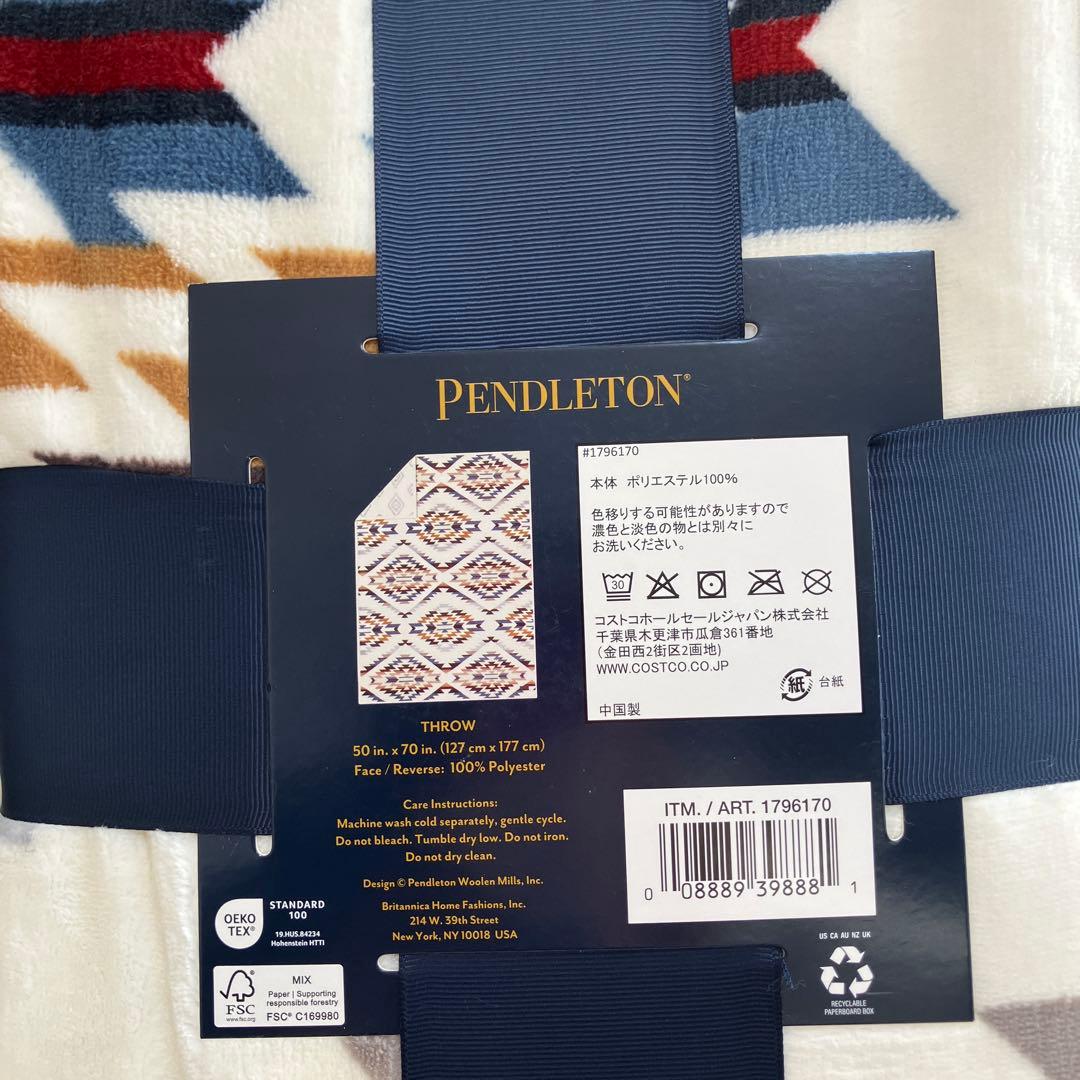 PENDLETON®
#1796170
本体 ポリエステル100%
色移りする可能性がありますので
濃色と淡色の物とは別々に
お洗いください。
30
コストコホールセールジャパン株式会社
千葉県木更津市瓜倉361番地
(金田西2街区2画地)
WWW.COSTCO.CO.JP
紙 台紙
中国製
THROW
50 in. x 70 in. (127 cm x 177 cm)
Face / Reverse: 100% Polyester
Care Instructions:
Machine wash cold separately, gentle cycle.
Do not bleach. Tumble dry low. Do not iron.
Do not dry clean.
Design © Pendleton Woolen Mills, Inc.
Britannica Home Fashions, Inc.
214 W. 39th Street
New York, NY 10018 USA
ITM. / ART. 1796170
0 08889 39888 1
OEKO
TEX®
STANDARD
100
19.HUS.84234
Hohenstein HTTI
FSC
www.fsc.org
MIX
Paper | Supporting
responsible forestry
FSC® C169980
US CA AU NZ UK
RECYCLABLE
PAPERBOARD BOX